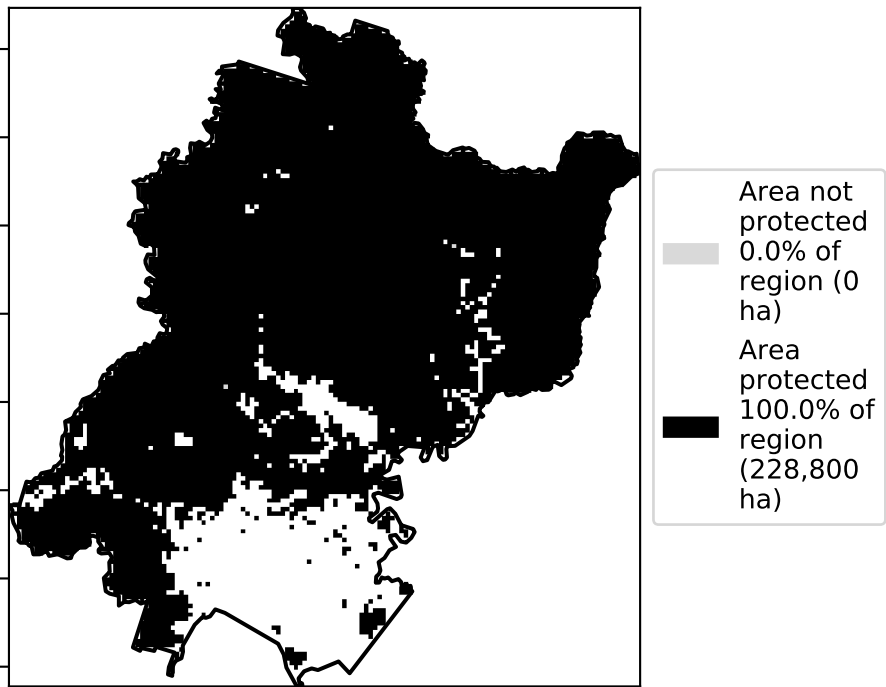 Area not
protected
0.0% of
region (0
ha)
Area
protected
100.0% of
region
(228,800
ha)